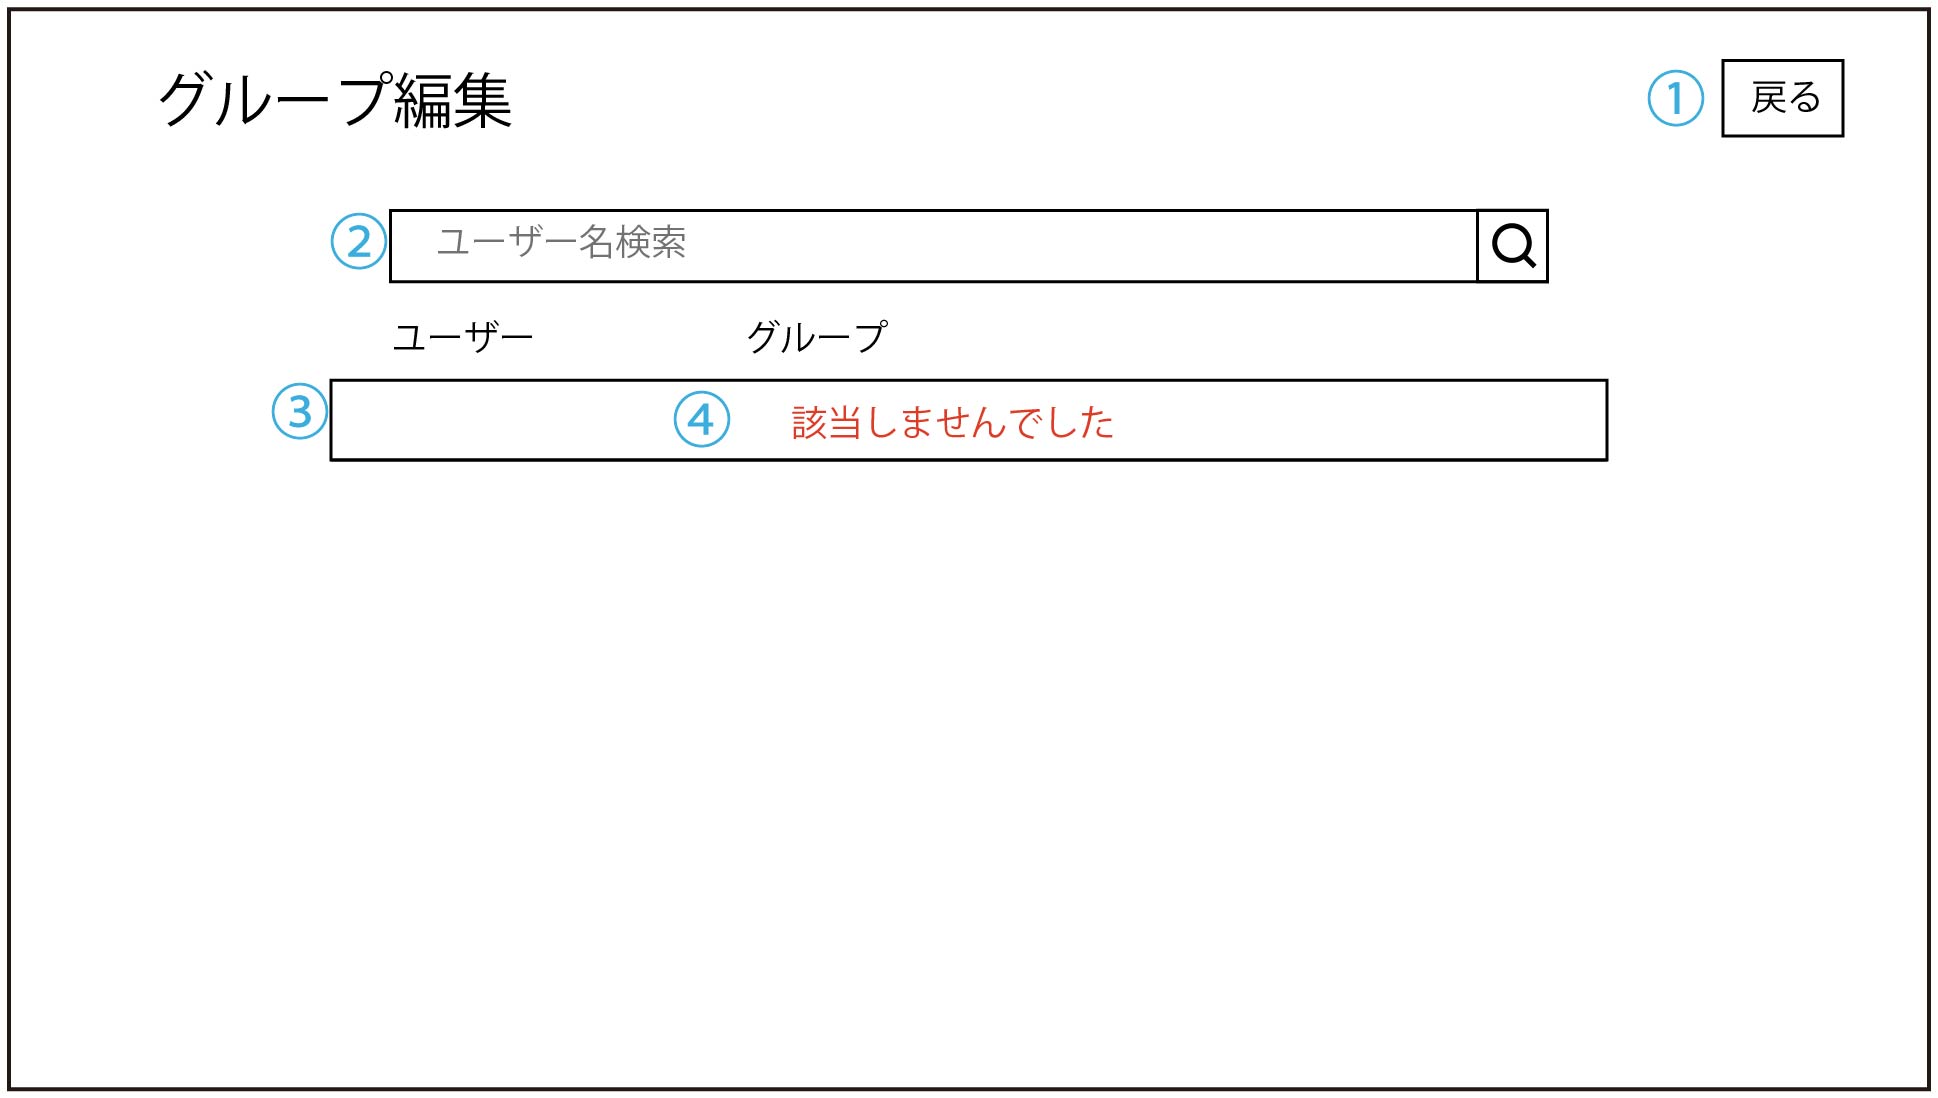 グループ編集
① 戻る
② ユーザー名検索
ユーザー グループ
③ ④ 該当しませんでした